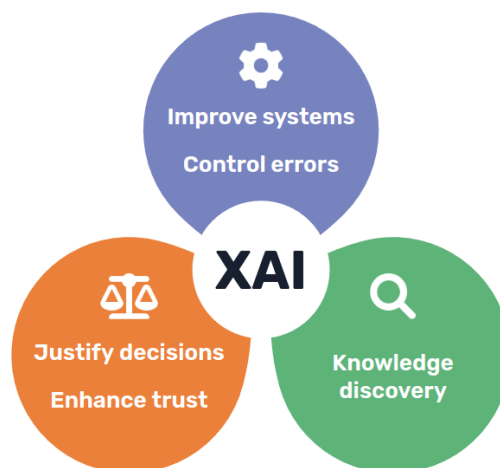 Improve systems
Control errors
XAI
Justify decisions
Enhance trust
Knowledge
discovery